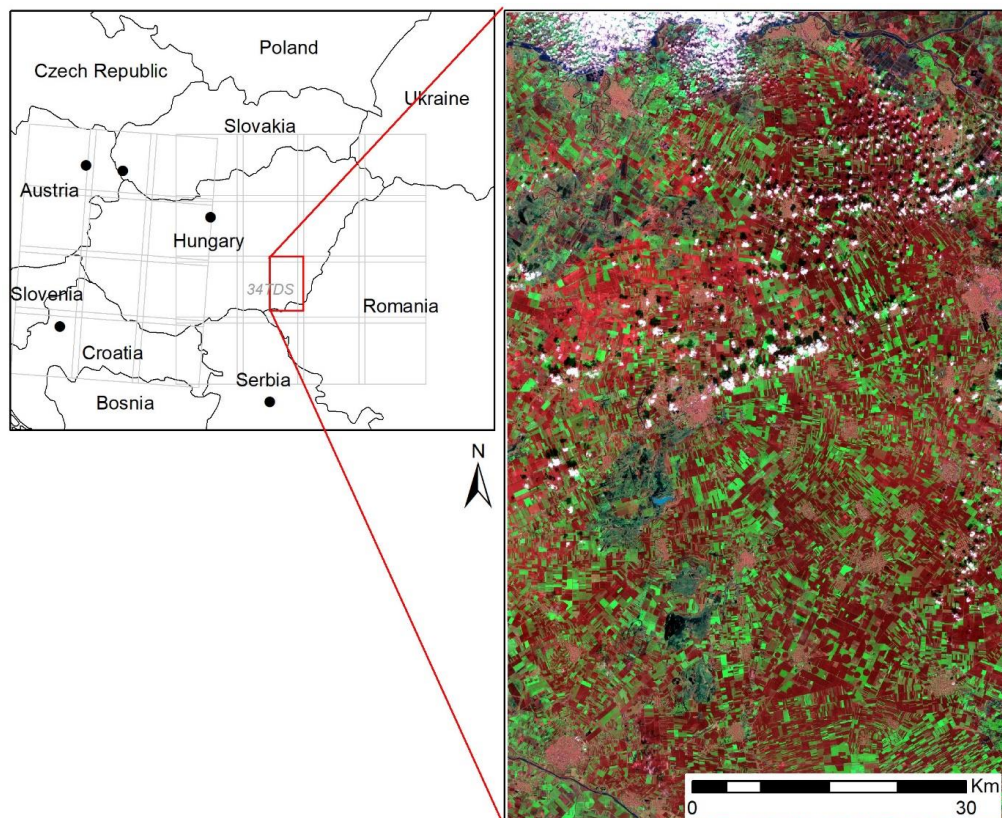 Poland
Czech Republic
Ukraine
Slovakia
Austria
Hungary
34TDS
Slovenia
Romania
Croatia
Serbia
Bosnia
N
Km
0 30